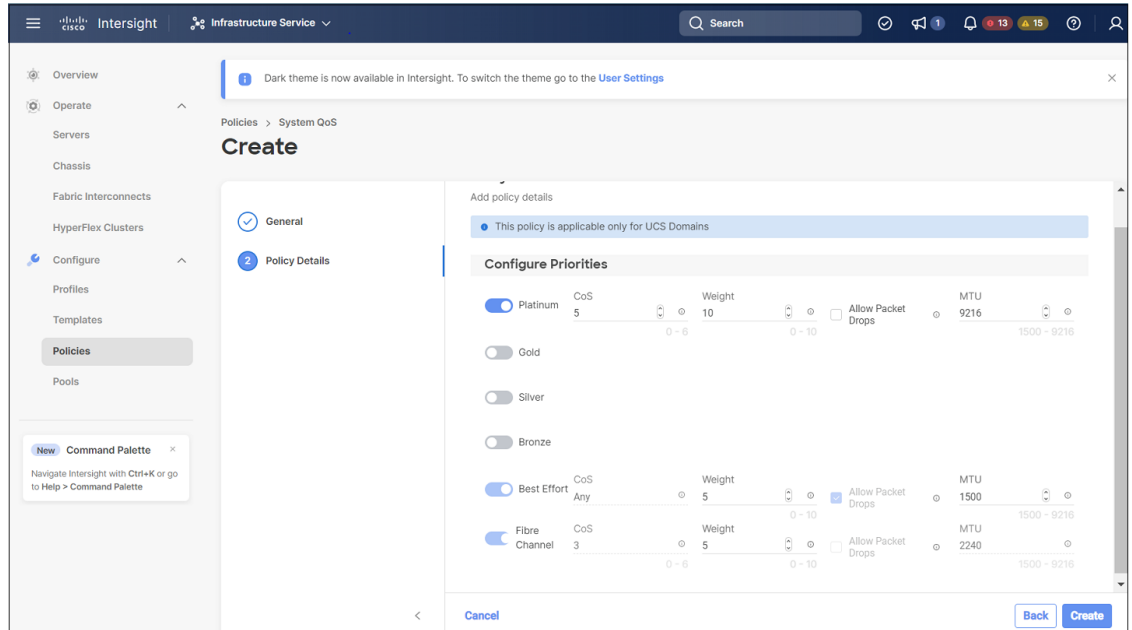 cisco Intersight
Infrastructure Service
Search
1
13
15
Overview
Operate
Servers
Chassis
Fabric Interconnects
HyperFlex Clusters
Configure
Profiles
Templates
Policies
Pools
New Command Palette
Navigate Intersight with Ctrl+K or go
to Help > Command Palette
Dark theme is now available in Intersight. To switch the theme go to the User Settings
Policies > System QoS
Create
General
2 Policy Details
Add policy details
This policy is applicable only for UCS Domains
Configure Priorities
Platinum
CoS
5
0 - 6
Weight
10
0 - 10
Allow Packet
Drops
MTU
9216
1500 - 9216
Gold
Silver
Bronze
Best Effort
CoS
Any
Weight
5
0 - 10
Allow Packet
Drops
MTU
1500
1500 - 9216
Fibre
Channel
CoS
3
0 - 6
Weight
5
0 - 10
Allow Packet
Drops
MTU
2240
1500 - 9216
Cancel
Back
Create